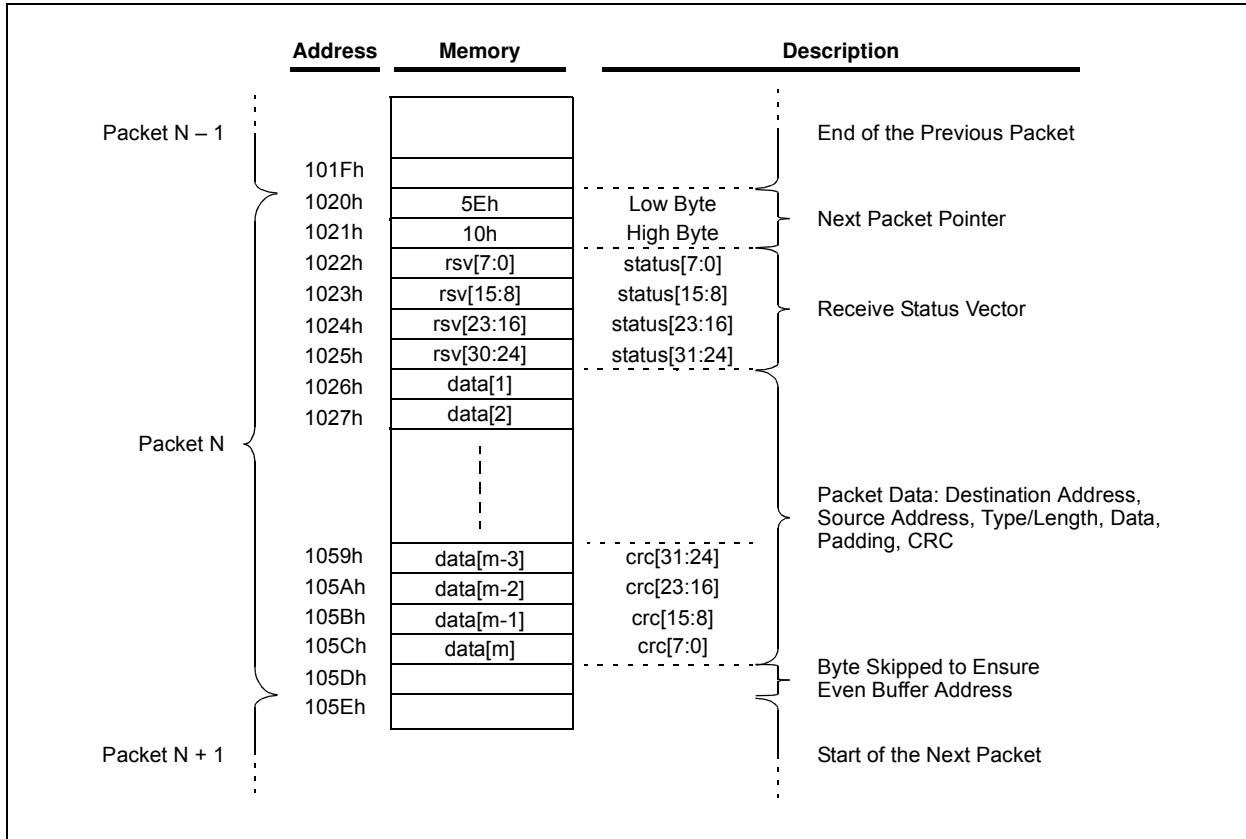 Address Memory Description
Packet N – 1 End of the Previous Packet
101Fh
1020h 5Eh Low Byte
Next Packet Pointer
1021h 10h High Byte
1022h rsv[7:0] status[7:0]
1023h rsv[15:8] status[15:8]
Receive Status Vector
1024h rsv[23:16] status[23:16]
1025h rsv[30:24] status[31:24]
1026h data[1]
1027h data[2]
Packet N
Packet Data: Destination Address,
Source Address, Type/Length, Data,
Padding, CRC
1059h data[m-3] crc[31:24]
105Ah data[m-2] crc[23:16]
105Bh data[m-1] crc[15:8]
105Ch data[m] crc[7:0]
105Dh Byte Skipped to Ensure
Even Buffer Address
105Eh
Packet N + 1 Start of the Next Packet